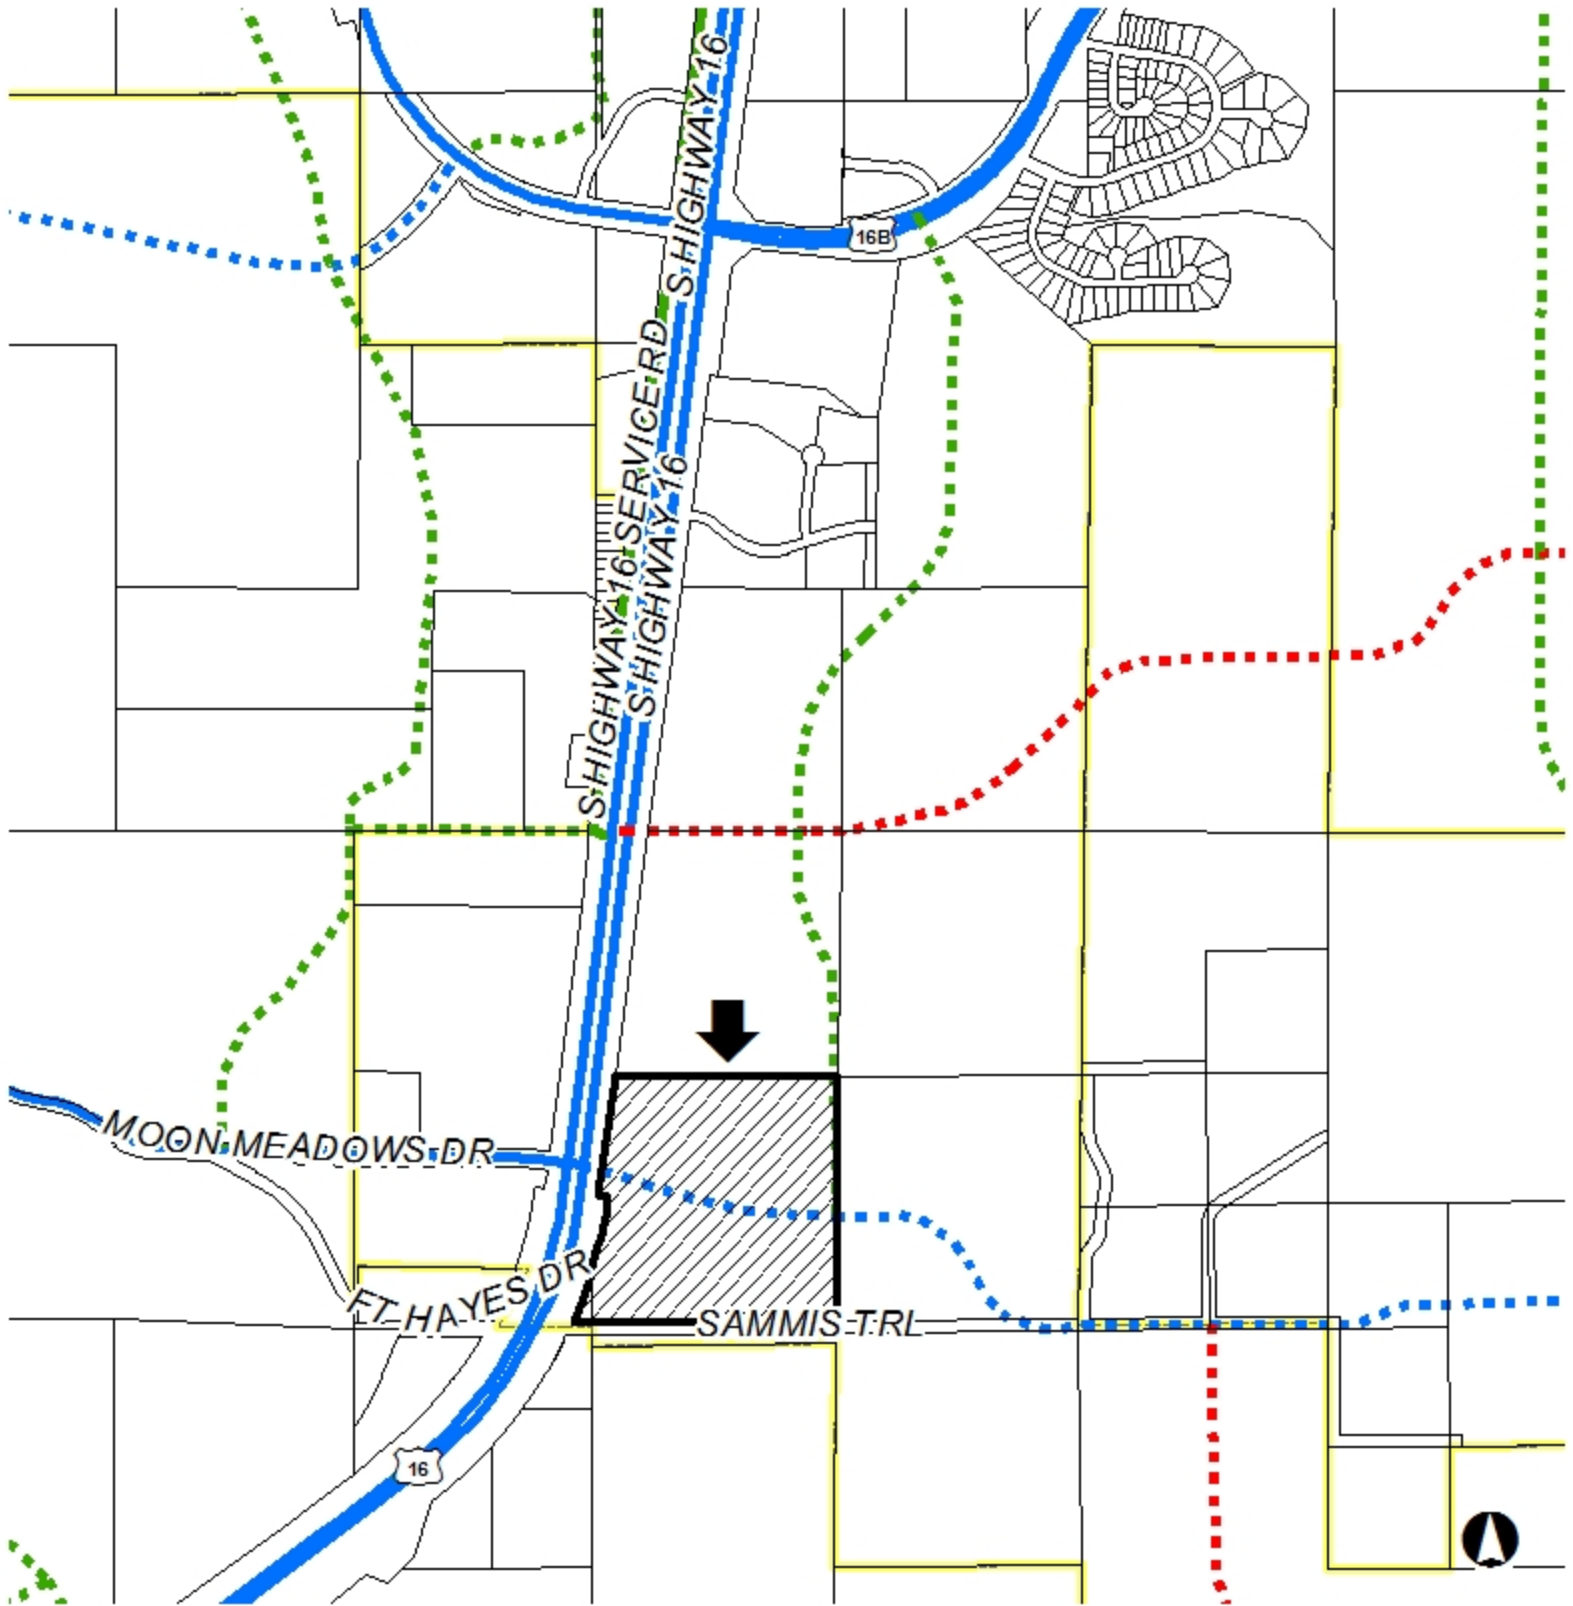 S HIGHWAY 16
16B
S HIGHWAY 16 SERVICE RD
S HIGHWAY 16
MOON MEADOWS DR
FT HAYES DR
SAMMIS TRL
16